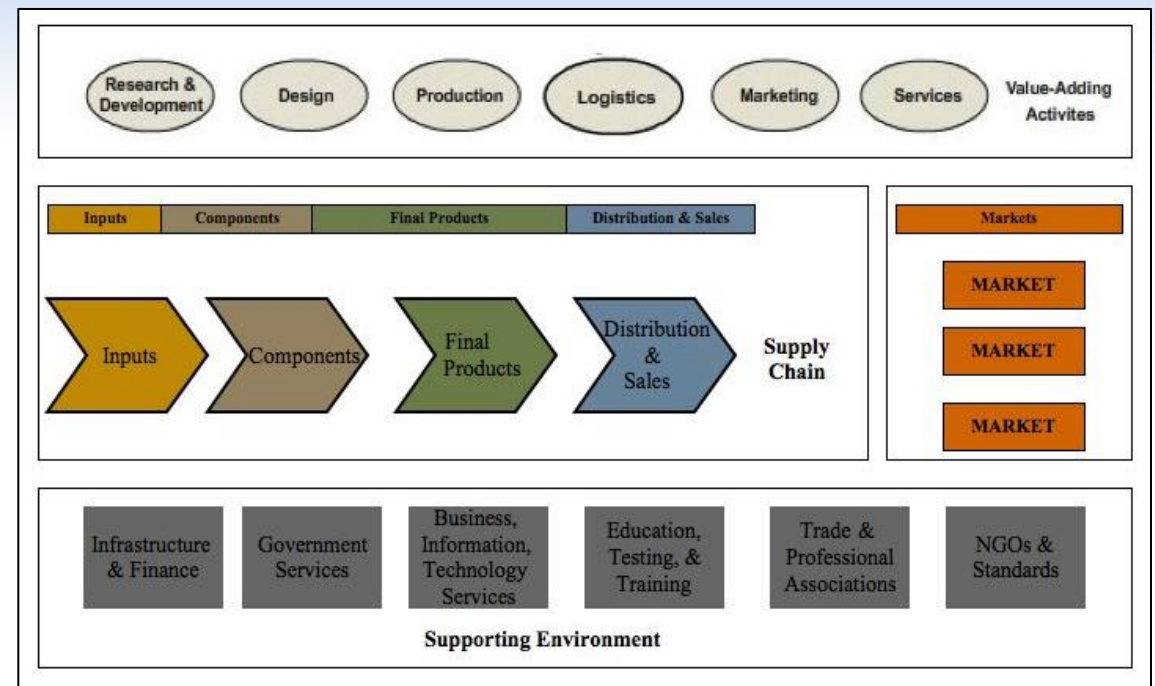 Research &
Development
Design
Production
Logistics
Marketing
Services
Value-Adding
Activites
Inputs
Components
Final Products
Distribution & Sales
Markets
Inputs
Components
Final
Products
Distribution
&
Sales
Supply
Chain
MARKET
MARKET
MARKET
Infrastructure
& Finance
Government
Services
Business,
Information,
Technology
Services
Education,
Testing, &
Training
Trade &
Professional
Associations
NGOs &
Standards
Supporting Environment